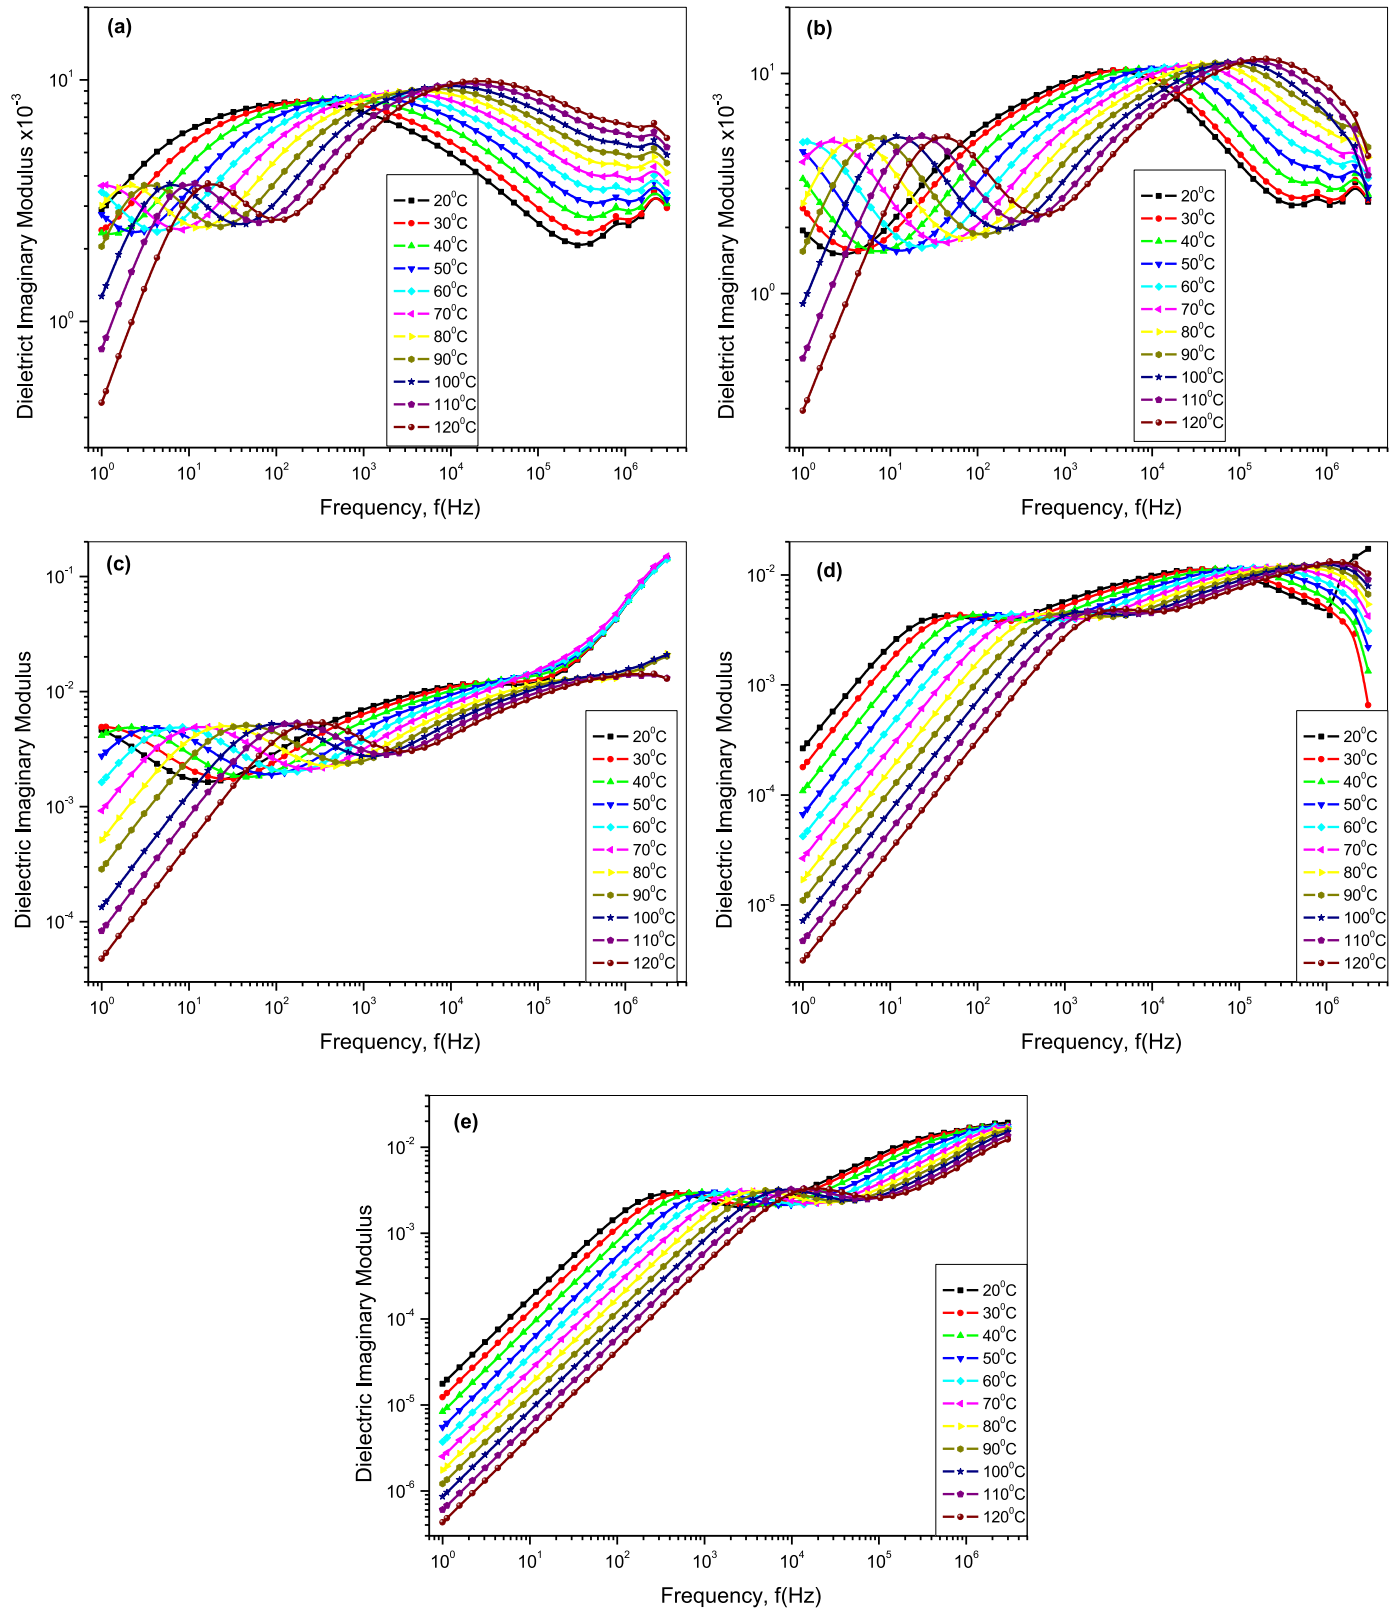 (a)
Dieletrict Imaginary Modulus x10⁻³
10¹
10⁰
20⁰C
30⁰C
40⁰C
50⁰C
60⁰C
70⁰C
80⁰C
90⁰C
100⁰C
110⁰C
120⁰C
10⁰ 10¹ 10² 10³ 10⁴ 10⁵ 10⁶
Frequency, f(Hz)
(b)
Dieletrict Imaginary Modulus x10⁻³
10¹
10⁰
20⁰C
30⁰C
40⁰C
50⁰C
60⁰C
70⁰C
80⁰C
90⁰C
100⁰C
110⁰C
120⁰C
10⁰ 10¹ 10² 10³ 10⁴ 10⁵ 10⁶
Frequency, f(Hz)
(c)
Dielectric Imaginary Modulus
10⁻¹
10⁻²
10⁻³
10⁻⁴
20⁰C
30⁰C
40⁰C
50⁰C
60⁰C
70⁰C
80⁰C
90⁰C
100⁰C
110⁰C
120⁰C
10⁰ 10¹ 10² 10³ 10⁴ 10⁵ 10⁶
Frequency, f(Hz)
(d)
Dielectric Imaginary Modulus
10⁻²
10⁻³
10⁻⁴
10⁻⁵
20⁰C
30⁰C
40⁰C
50⁰C
60⁰C
70⁰C
80⁰C
90⁰C
100⁰C
110⁰C
120⁰C
10⁰ 10¹ 10² 10³ 10⁴ 10⁵ 10⁶
Frequency, f(Hz)
(e)
Dielectric Imaginary Modulus
10⁻²
10⁻³
10⁻⁴
10⁻⁵
10⁻⁶
20⁰C
30⁰C
40⁰C
50⁰C
60⁰C
70⁰C
80⁰C
90⁰C
100⁰C
110⁰C
120⁰C
10⁰ 10¹ 10² 10³ 10⁴ 10⁵ 10⁶
Frequency, f(Hz)